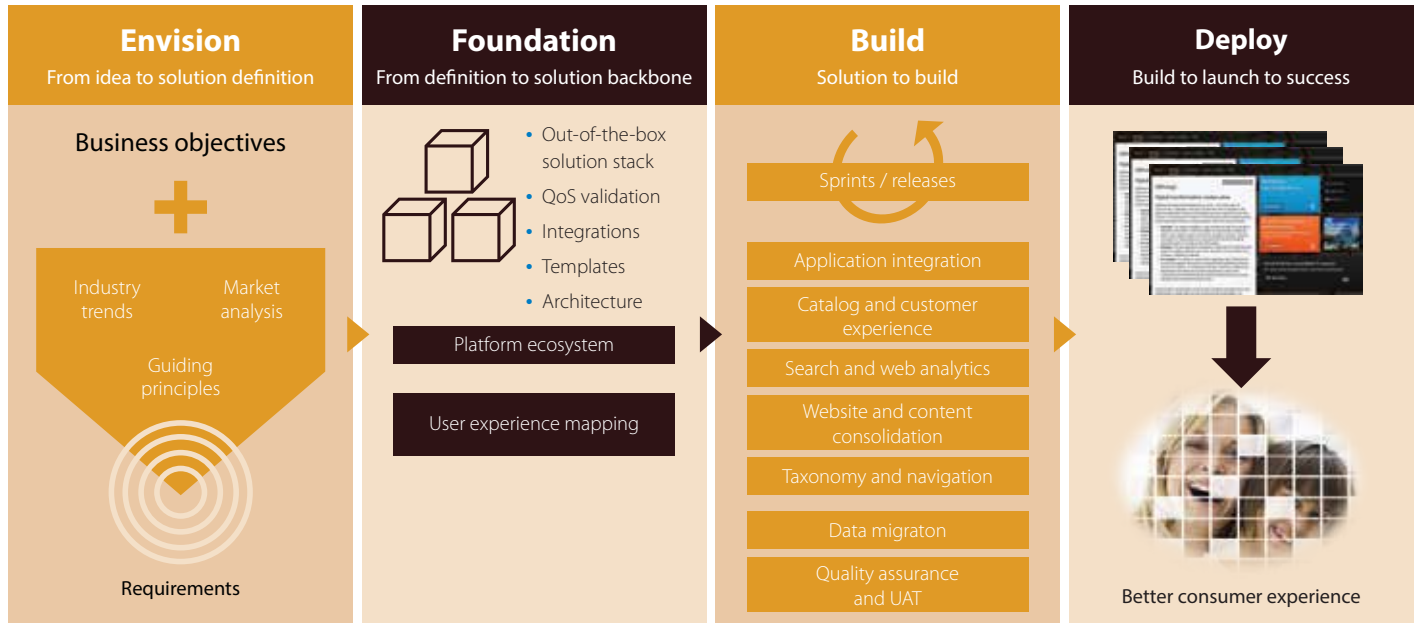 Envision
From idea to solution definition
Business objectives
Industry
trends
Market
analysis
Guiding
principles
Requirements
Foundation
From definition to solution backbone
• Out-of-the-box
solution stack
• QoS validation
• Integrations
• Templates
• Architecture
Platform ecosystem
User experience mapping
Build
Solution to build
Sprints / releases
Application integration
Catalog and customer
experience
Search and web analytics
Website and content
consolidation
Taxonomy and navigation
Data migraton
Quality assurance
and UAT
Deploy
Build to launch to success
Better consumer experience